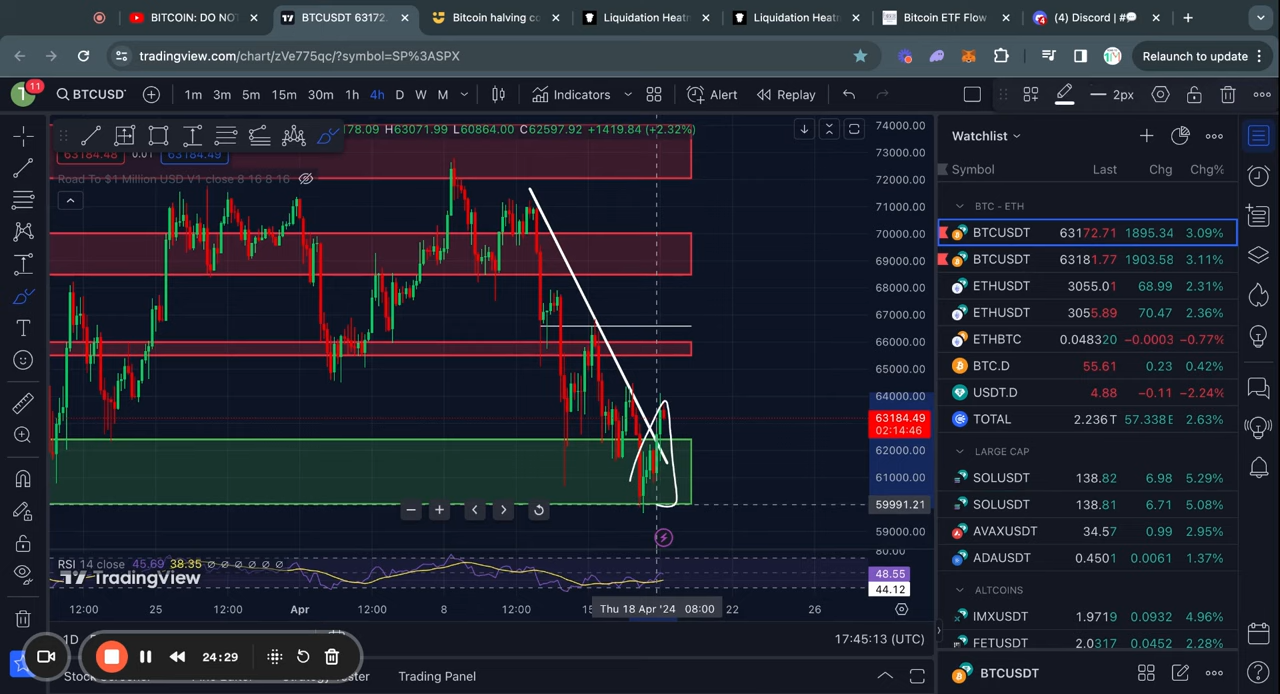 BITCOIN: DO NO
BTCUSDT 63172.
Bitcoin halving co
Liquidation Heatm
Liquidation Heatm
Bitcoin ETF Flow
(4) Discord | #
tradingview.com/chart/zVe775qc/?symbol=SP%3ASPX
Relaunch to update
11
BTCUSDT
1m 3m 5m 15m 30m 1h 4h D W M
Indicators
Alert
Replay
2px
178.09 H63071.99 L60864.00 C62597.92 +1419.84 (+2.32%)
63184.48 0.01 63184.49
Road To $1 Million USD V1 close 8 16 8 16
74000.00
73000.00
72000.00
71000.00
70000.00
69000.00
68000.00
67000.00
66000.00
65000.00
64000.00
63184.49
02:14:46
62000.00
61000.00
59991.21
59000.00
80.00
RSI 14 close 45.69 38.35 ∅ ∅ ∅ ∅ ∅ ∅
TradingView
48.55
44.12
12:00 25 12:00 Apr 12:00 8 12:00 15 Thu 18 Apr '24 08:00 22 26
1D
17:45:13 (UTC)
24:29
Trading Panel
Watchlist
Symbol Last Chg Chg%
BTC - ETH
BTCUSDT 63172.71 1895.34 3.09%
BTCUSDT 63181.77 1903.58 3.11%
ETHUSDT 3055.01 68.99 2.31%
ETHUSDT 3055.89 70.47 2.36%
ETHBTC 0.048320 −0.0003 −0.77%
BTC.D 55.61 0.23 0.42%
USDT.D 4.88 −0.11 −2.24%
TOTAL 2.236T 57.338B 2.63%
LARGE CAP
SOLUSDT 138.82 6.98 5.29%
SOLUSDT 138.81 6.71 5.08%
AVAXUSDT 34.57 0.99 2.95%
ADAUSDT 0.4501 0.0061 1.37%
ALTCOINS
IMXUSDT 1.9719 0.0932 4.96%
FETUSDT 2.0317 0.0452 2.28%
BTCUSDT